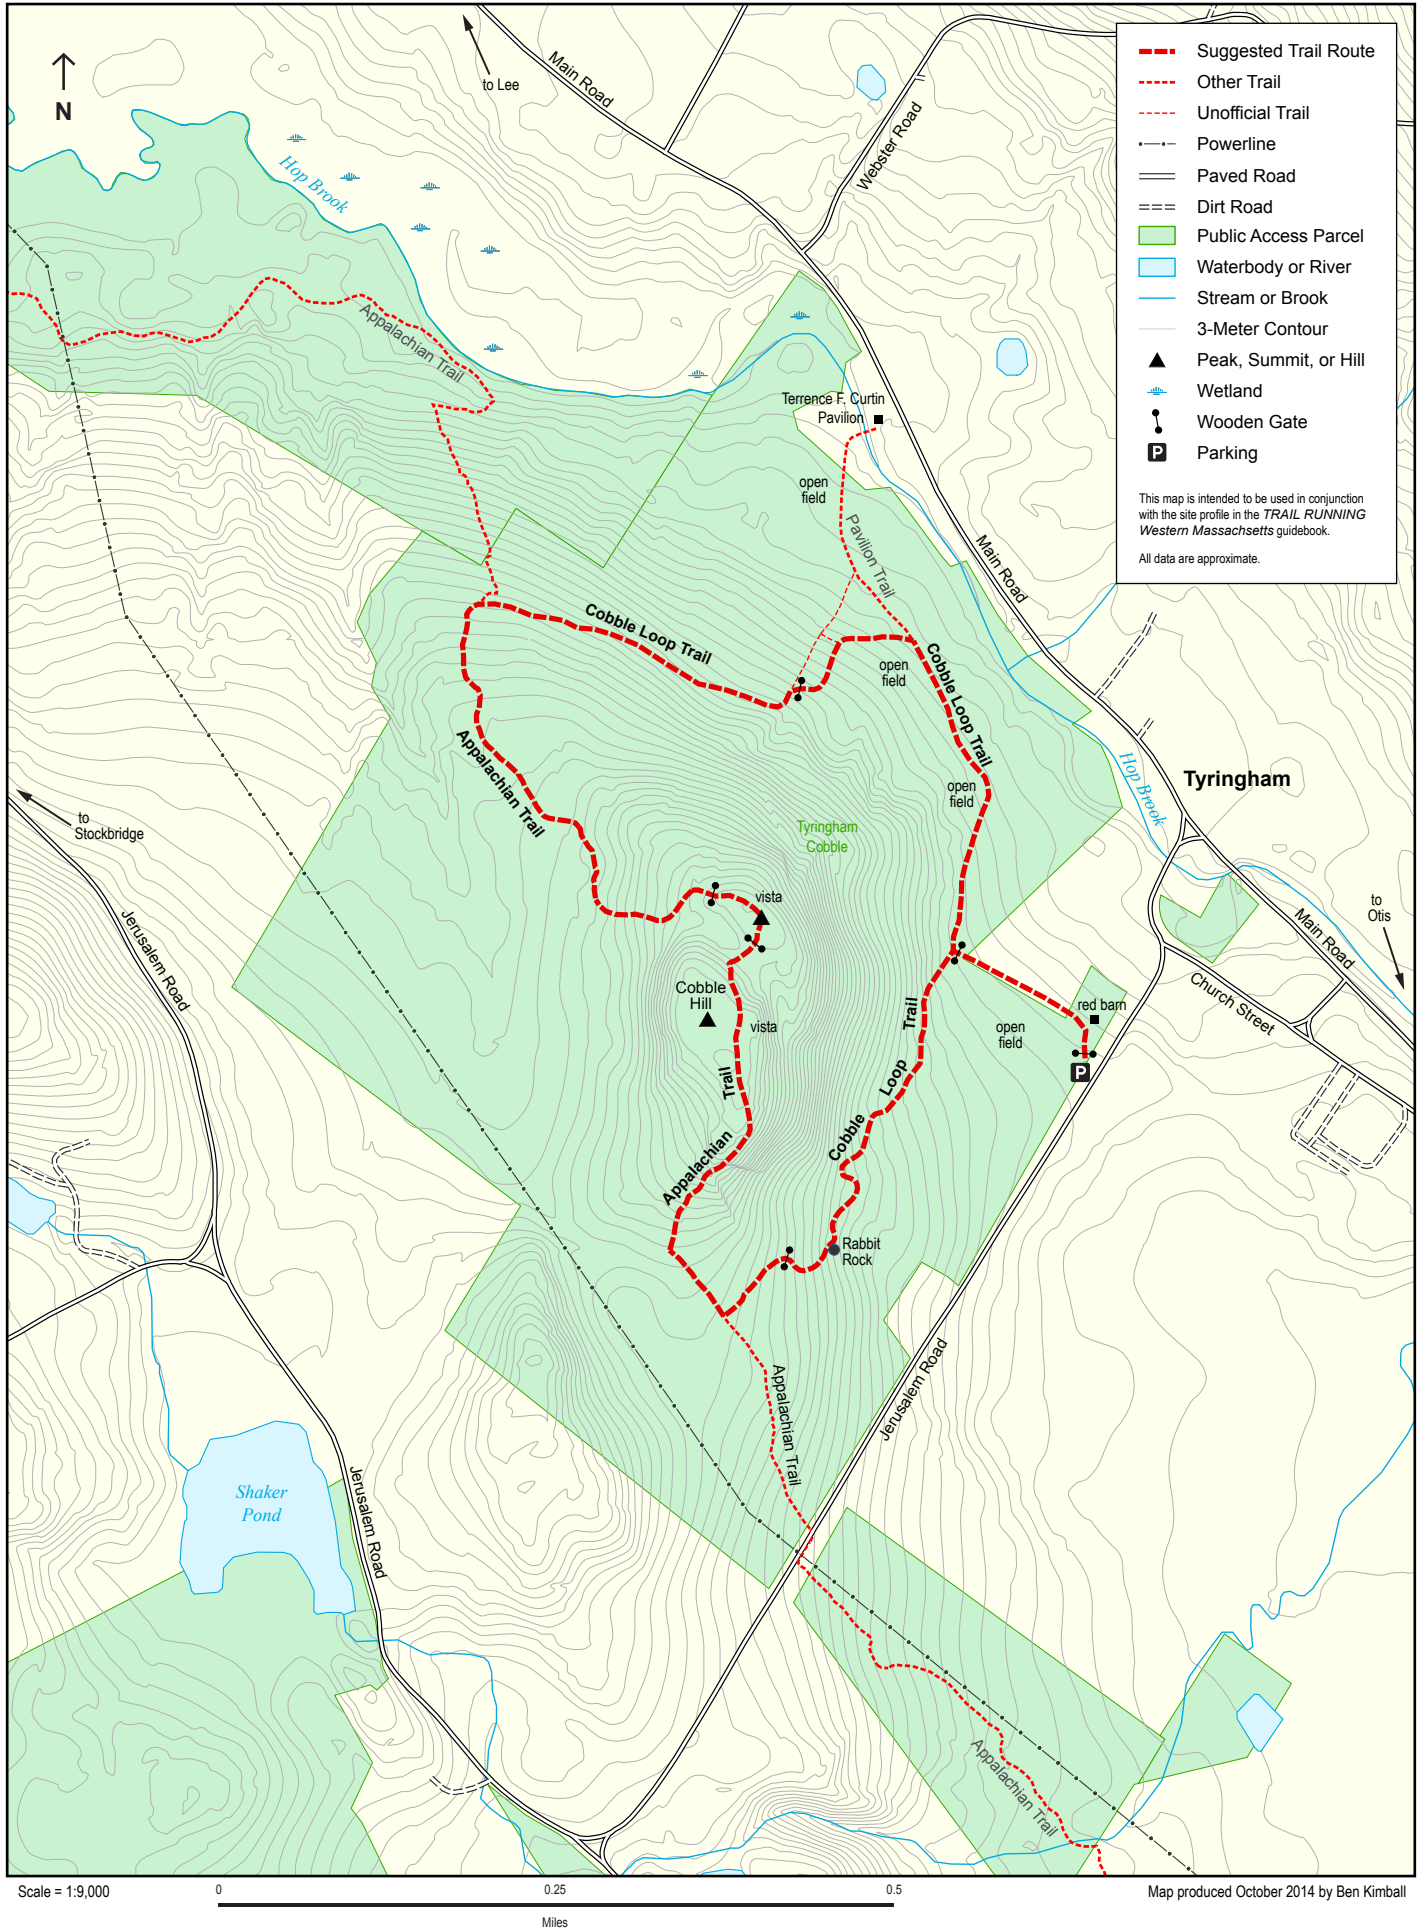 N
to Lee
Main Road
Webster Road
Hop Brook
Suggested Trail Route
Other Trail
Unofficial Trail
Powerline
Paved Road
Dirt Road
Public Access Parcel
Waterbody or River
Stream or Brook
3-Meter Contour
Peak, Summit, or Hill
Wetland
Wooden Gate
P
Parking
This map is intended to be used in conjunction
with the site profile in the TRAIL RUNNING
Western Massachsetts guidebook.
All data are approximate.
Appalachian Trail
Terrence F. Curtin
Pavilion
open
field
Pavilion Trail
Main Road
Cobble Loop Trail
open
field
Cobble Loop Trail
Appalachian Trail
open
field
Hop Brook
Tyringham
to
Stockbridge
Tyringham
Cobble
vista
Jerusalem Road
to
Otis
Main Road
Church Street
Cobble
Hill
vista
Trail
Appalachian
Cobble
Loop
Trail
open
field
red barn
P
Rabbit
Rock
Appalachian Trail
Jerusalem Road
Shaker
Pond
Jerusalem Road
Appalachian Trail
Scale = 1:9,000
0
0.25
0.5
Miles
Map produced October 2014 by Ben Kimball